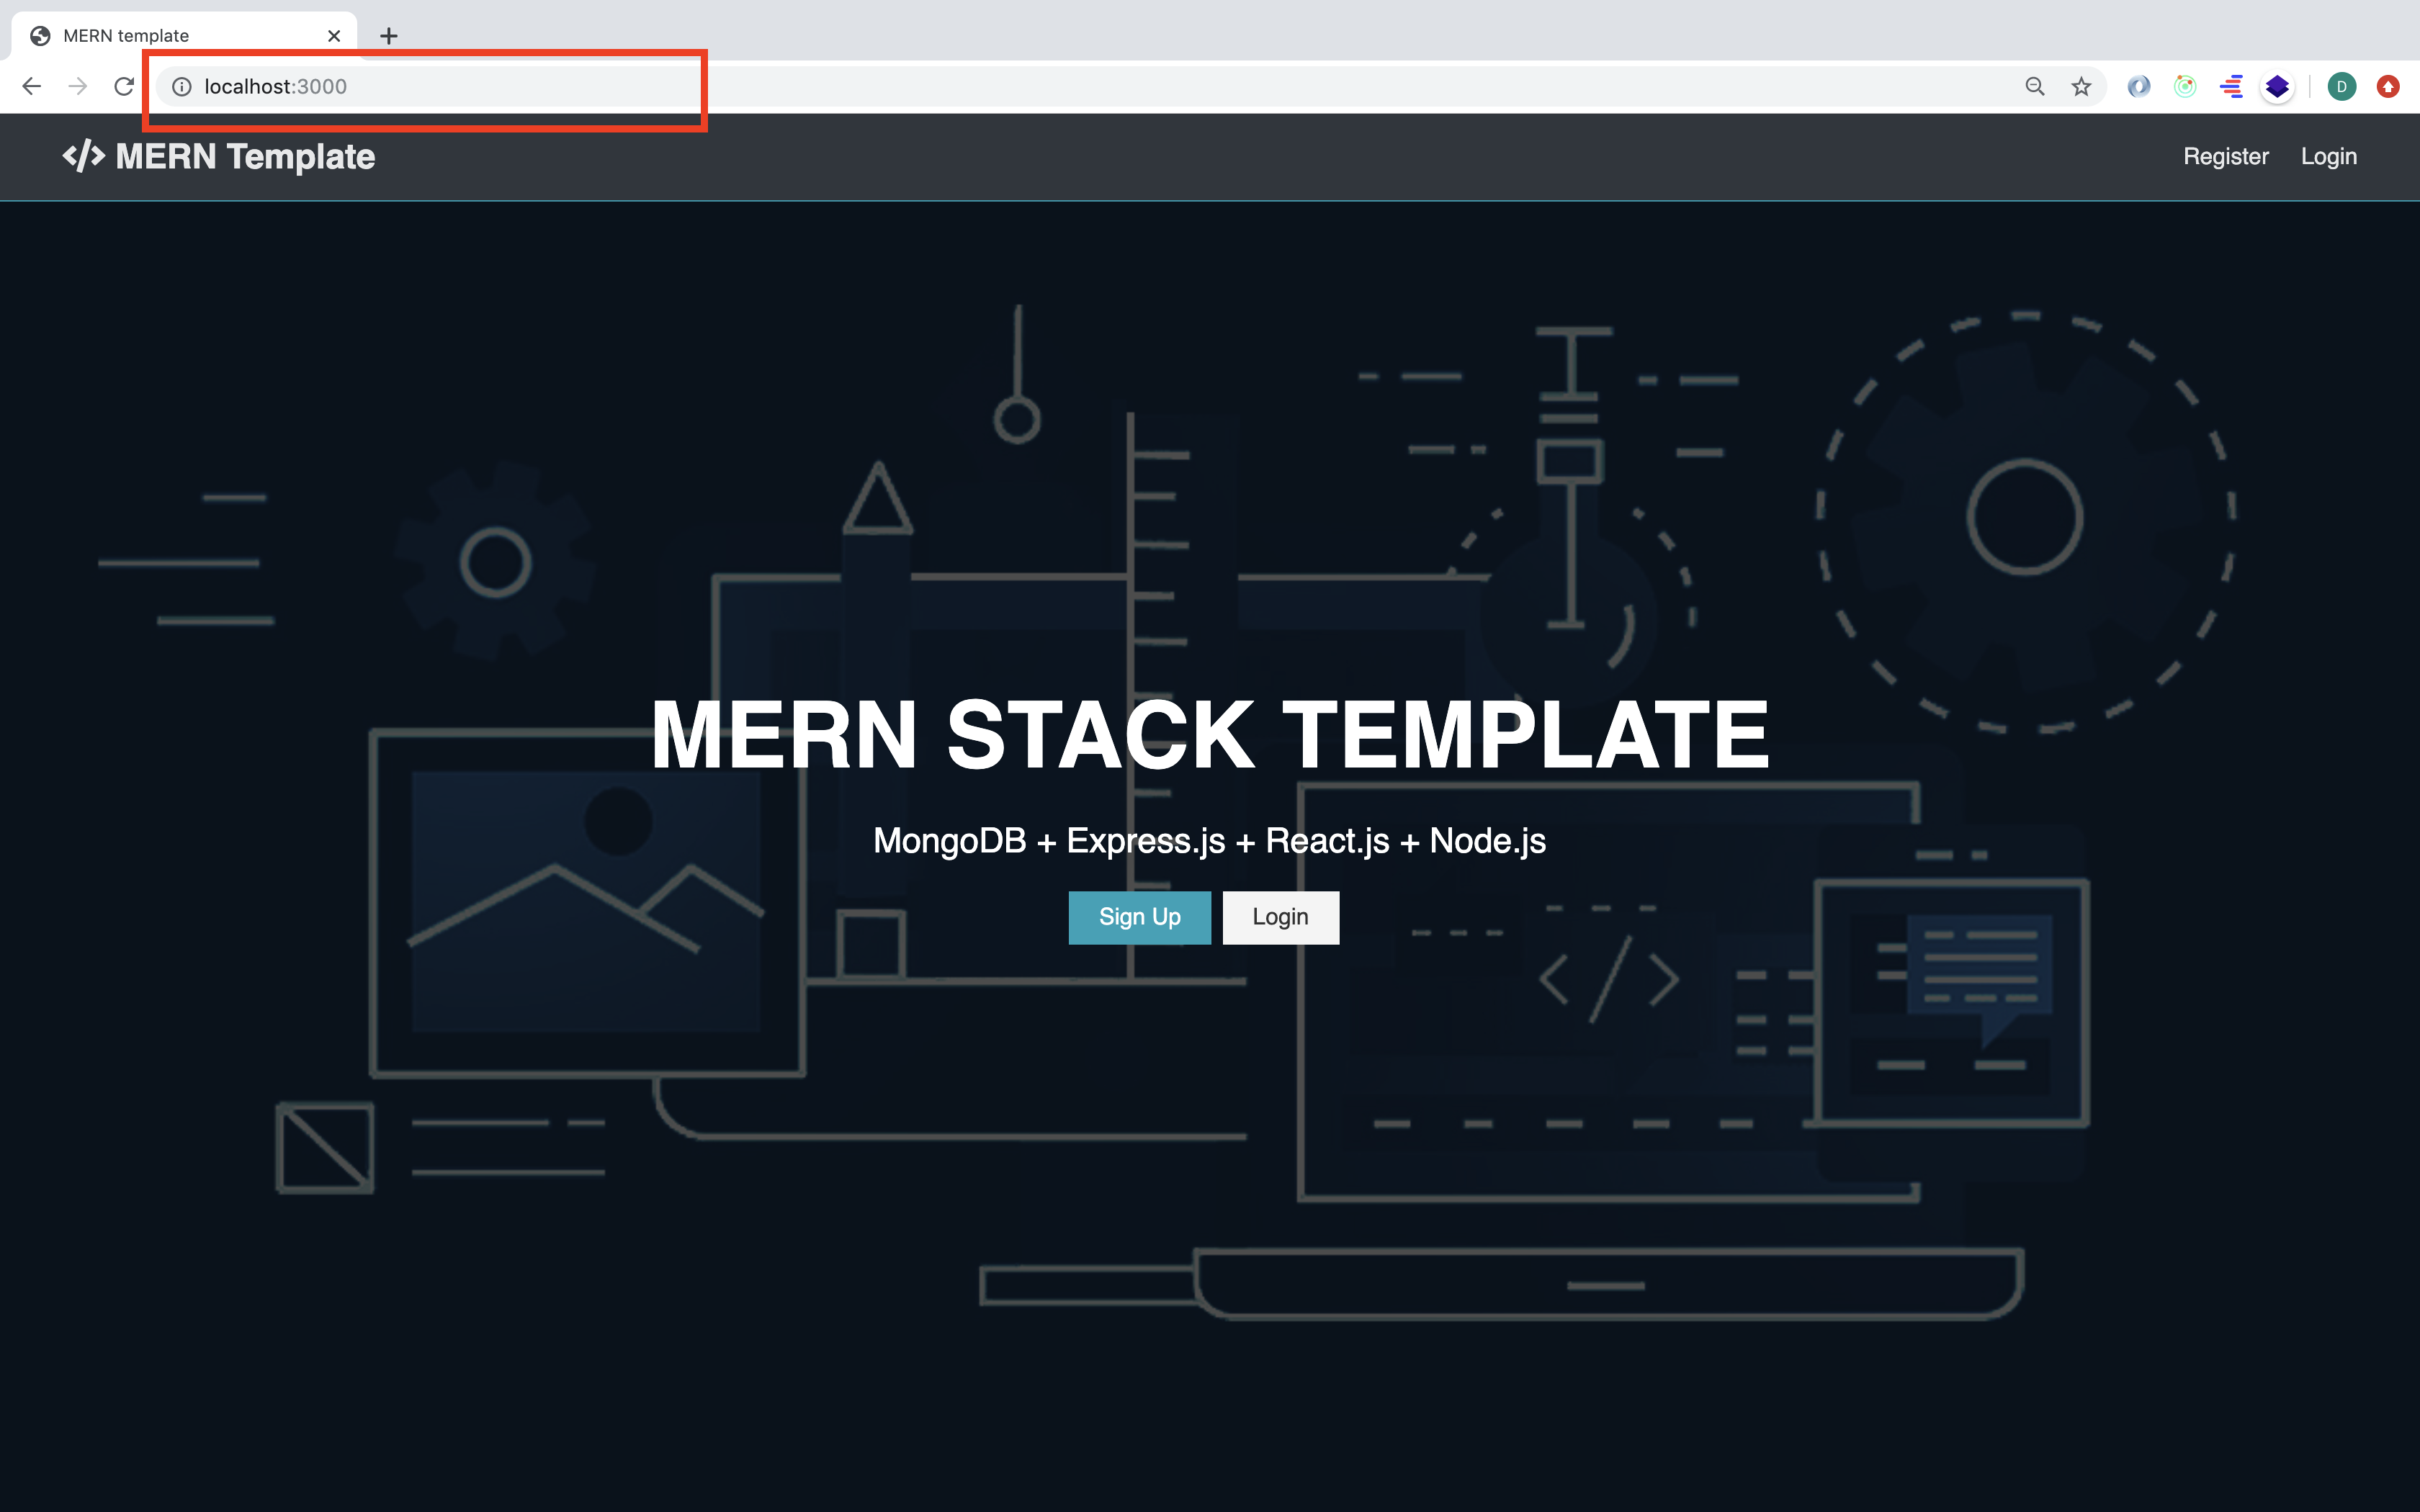 MERN template
localhost:3000
D
</> MERN Template
Register Login
MERN STACK TEMPLATE
MongoDB + Express.js + React.js + Node.js
Sign Up Login
</>